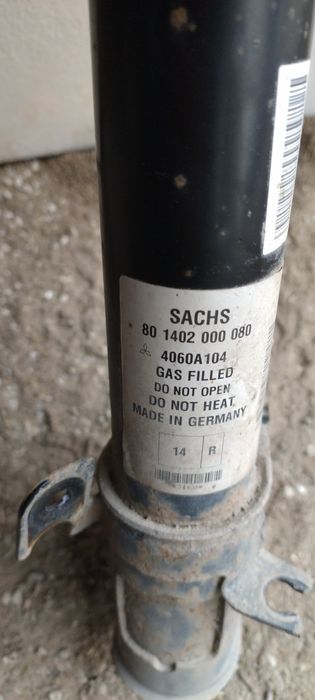 SACHS
80 1402 000 080
4060A104
GAS FILLED
DO NOT OPEN
DO NOT HEAT
MADE IN GERMANY
14 R